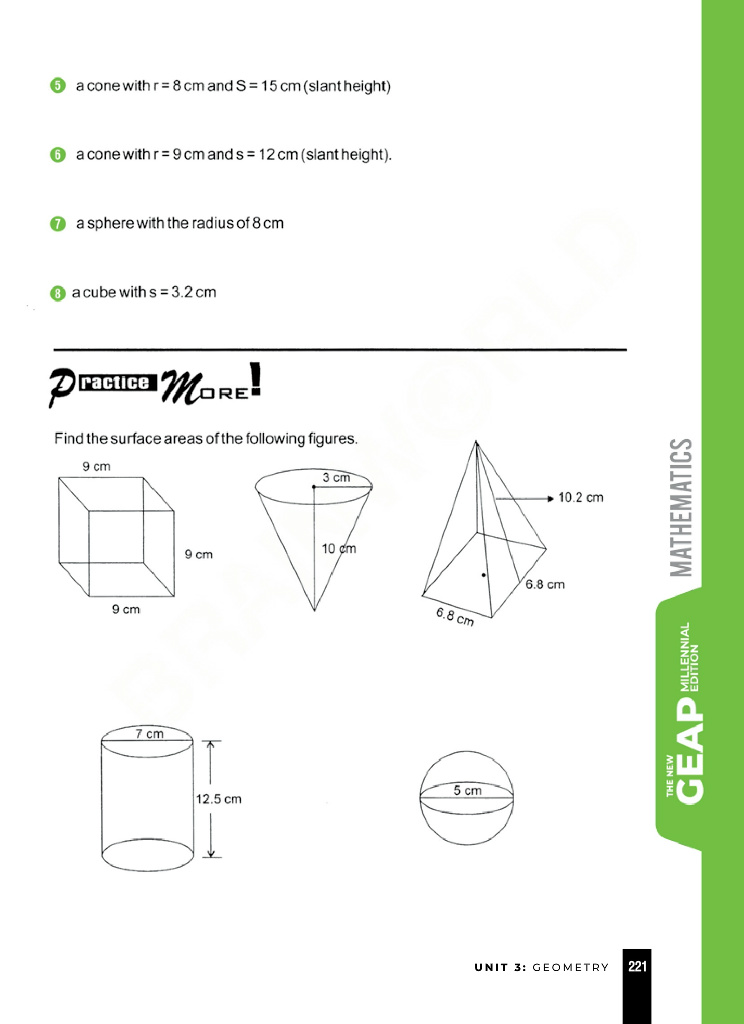 5 a cone with r = 8 cm and S = 15 cm (slant height)
6 a cone with r = 9 cm and s = 12 cm (slant height).
7 a sphere with the radius of 8 cm
8 a cube with s = 3.2 cm
Practice More!
Find the surface areas of the following figures.
9 cm
9 cm
9 cm
3 cm
10 cm
10.2 cm
6.8 cm
6.8 cm
7 cm
12.5 cm
5 cm
MATHEMATICS
THE NEW
GEAP
MILLENNIAL
EDITION
UNIT 3: GEOMETRY 221